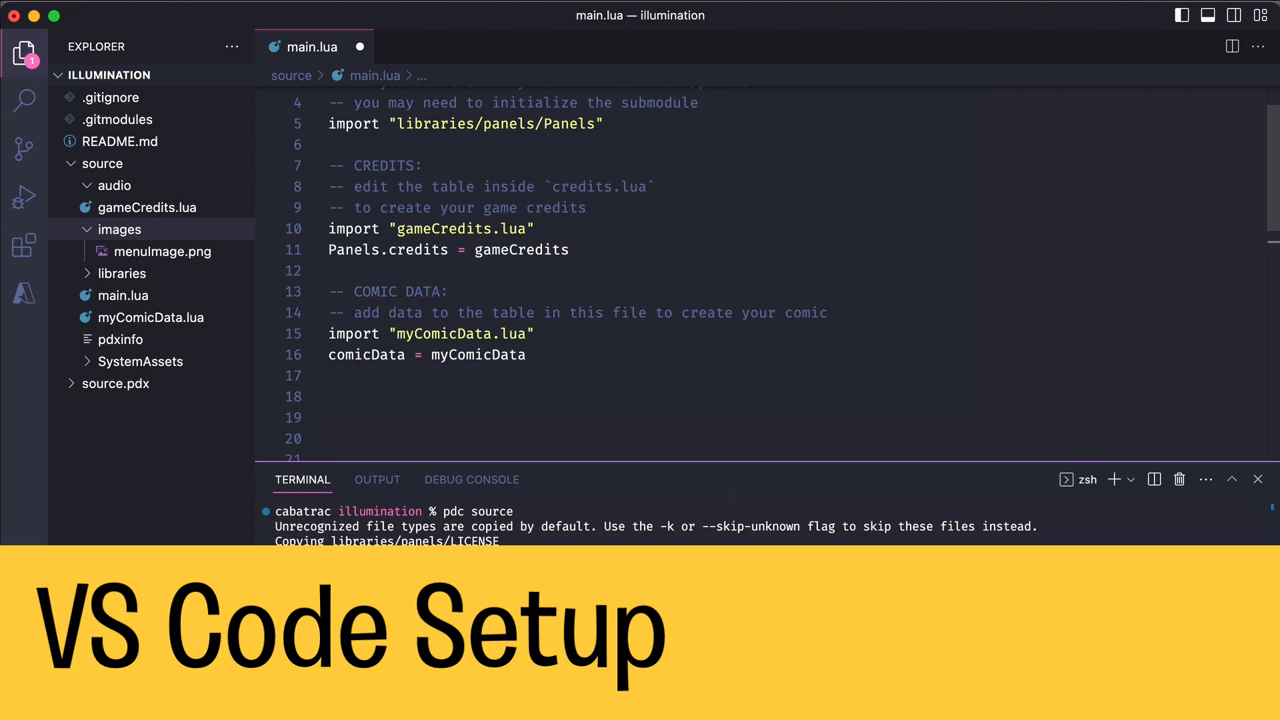 main.lua — illumination
EXPLORER
main.lua
ILLUMINATION
source > main.lua > ...
1
.gitignore
.gitmodules
README.md
source
audio
gameCredits.lua
images
menuImage.png
libraries
main.lua
myComicData.lua
pdxinfo
SystemAssets
source.pdx
4 -- you may need to initialize the submodule
5 import "libraries/panels/Panels"
6
7 -- CREDITS:
8 -- edit the table inside `credits.lua`
9 -- to create your game credits
10 import "gameCredits.lua"
11 Panels.credits = gameCredits
12
13 -- COMIC DATA:
14 -- add data to the table in this file to create your comic
15 import "myComicData.lua"
16 comicData = myComicData
17
18
19
20
21
TERMINAL OUTPUT DEBUG CONSOLE zsh
cabatrac illumination % pdc source
Unrecognized file types are copied by default. Use the -k or --skip-unknown flag to skip these files instead.
Copying libraries/panels/LICENSE
VS Code Setup